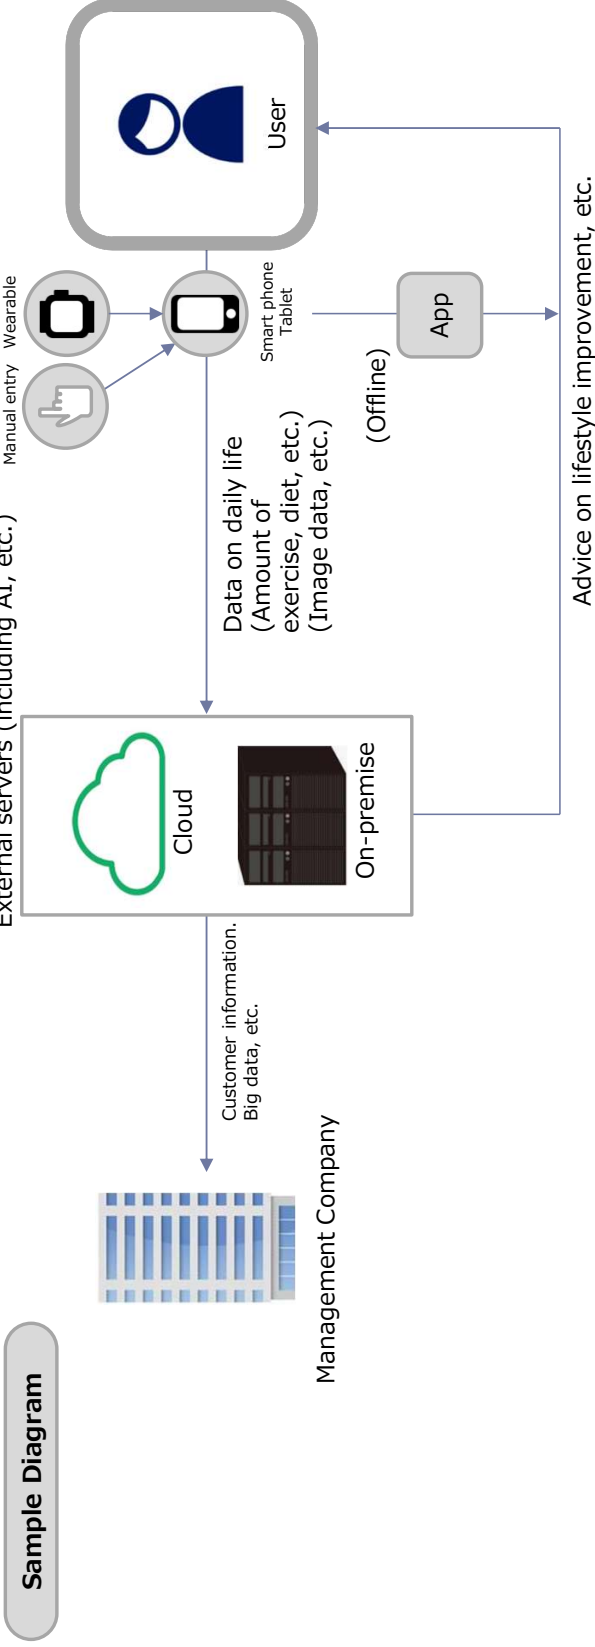 Sample Diagram
External servers (including AI, etc.)
Manual entry
Wearable
Smart phone
Tablet
User
Cloud
On-premise
Customer information.
Big data, etc.
Management Company
Data on daily life
(Amount of
exercise, diet, etc.)
(Image data, etc.)
(Offline)
App
Advice on lifestyle improvement, etc.